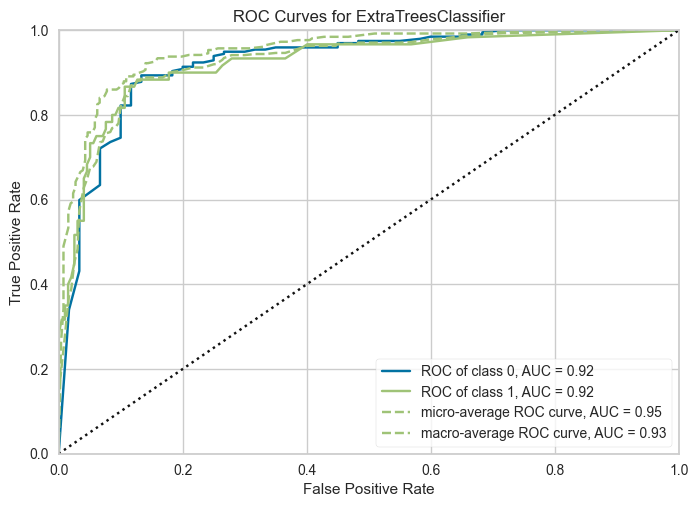 ROC Curves for ExtraTreesClassifier
True Positive Rate
1.0
0.8
0.6
0.4
0.2
0.0
ROC of class 0, AUC = 0.92
ROC of class 1, AUC = 0.92
micro-average ROC curve, AUC = 0.95
macro-average ROC curve, AUC = 0.93
0.0 0.2 0.4 0.6 0.8 1.0
False Positive Rate